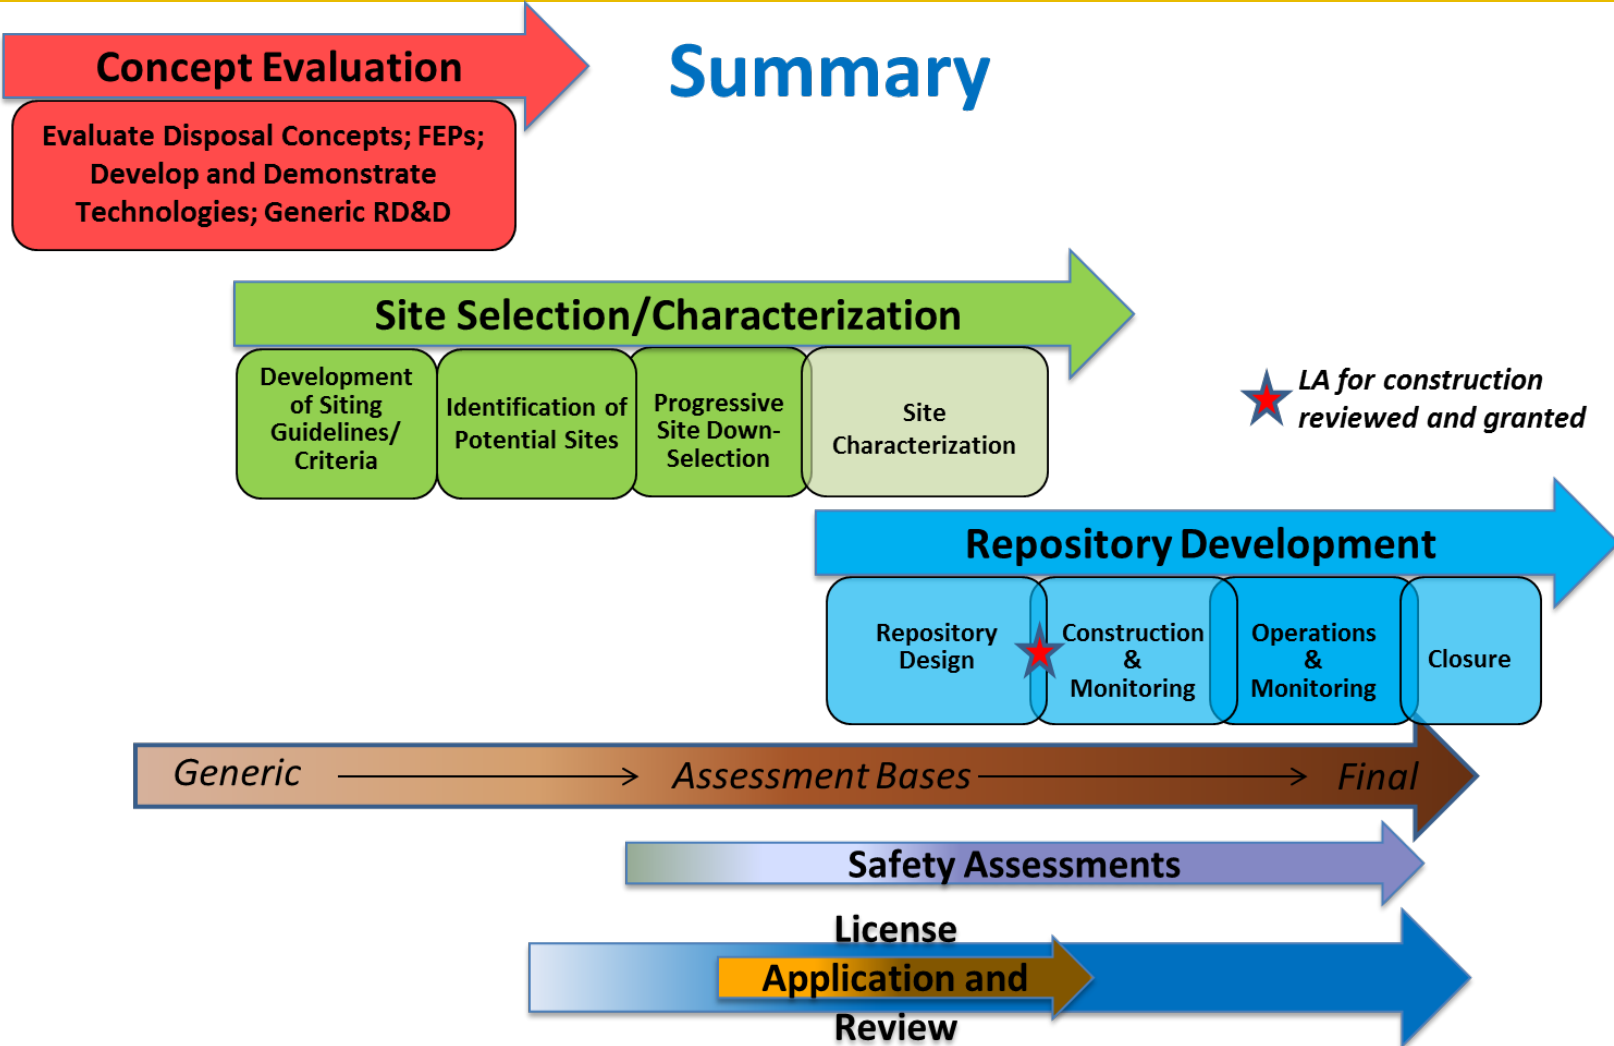 Concept Evaluation
Summary
Evaluate Disposal Concepts; FEPs;
Develop and Demonstrate
Technologies; Generic RD&D
Site Selection/Characterization
Development
of Siting
Guidelines/
Criteria
Identification of
Potential Sites
Progressive
Site Down-
Selection
Site
Characterization
LA for construction
reviewed and granted
Repository Development
Repository
Design
Construction
&
Monitoring
Operations
&
Monitoring
Closure
Generic
Assessment Bases
Final
Safety Assessments
License
Application and
Review